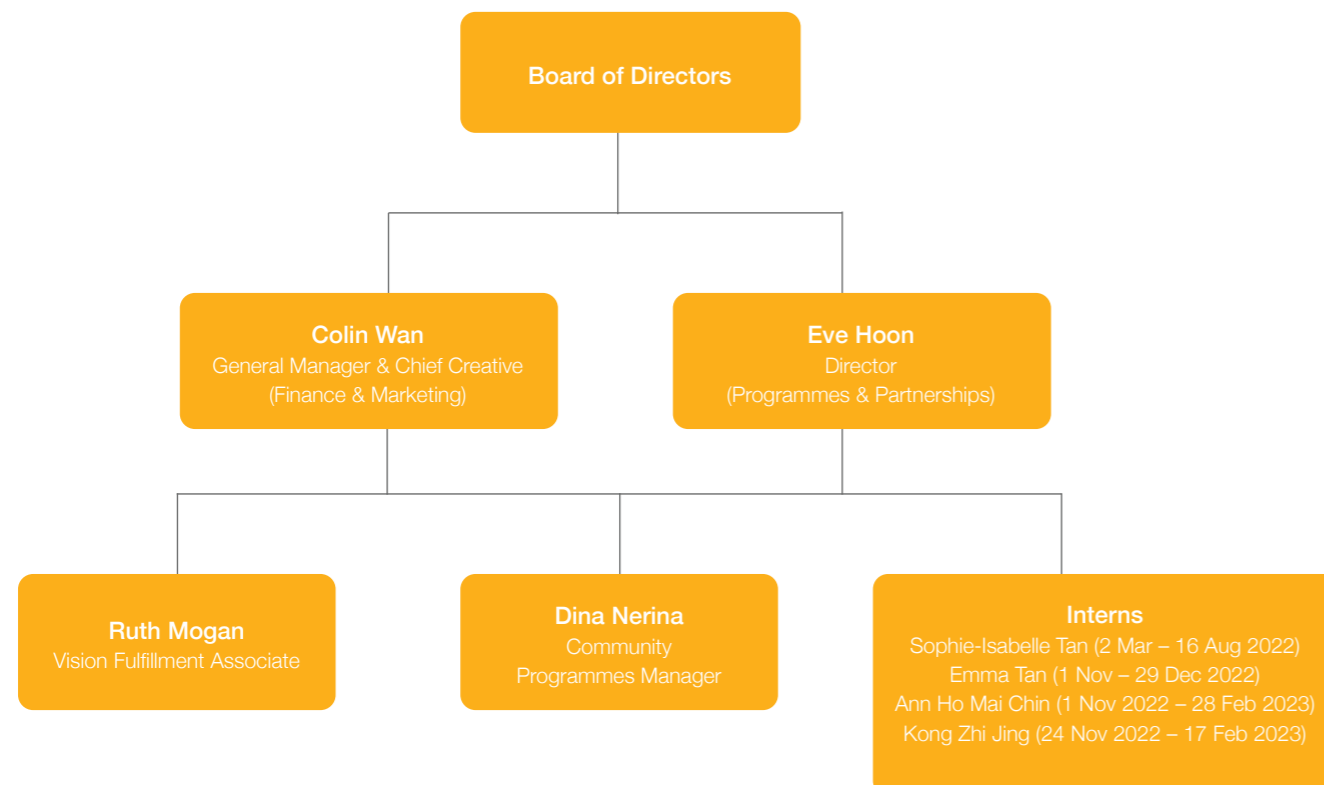 Board of Directors
Colin Wan
General Manager & Chief Creative
(Finance & Marketing)
Eve Hoon
Director
(Programmes & Partnerships)
Ruth Mogan
Vision Fulfillment Associate
Dina Nerina
Community
Programmes Manager
Interns
Sophie-Isabelle Tan (2 Mar – 16 Aug 2022)
Emma Tan (1 Nov – 29 Dec 2022)
Ann Ho Mai Chin (1 Nov 2022 – 28 Feb 2023)
Kong Zhi Jing (24 Nov 2022 – 17 Feb 2023)